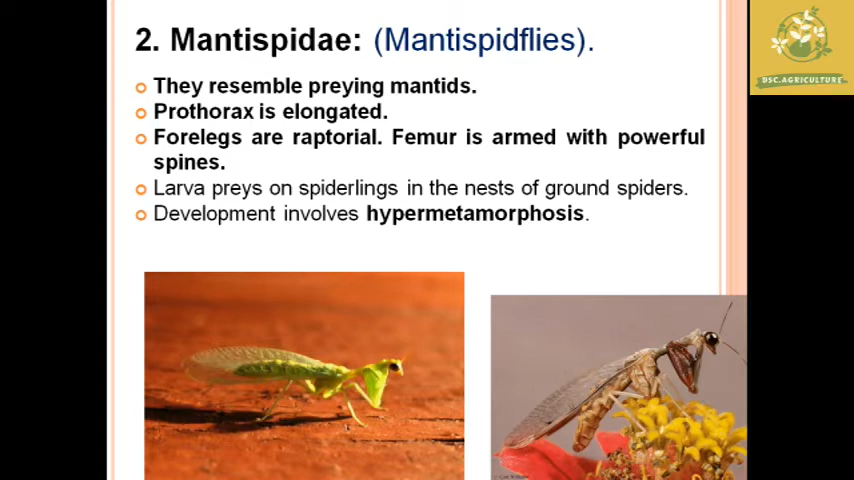 2. Mantispidae: (Mantispidflies).
They resemble preying mantids.
Prothorax is elongated.
Forelegs are raptorial. Femur is armed with powerful
spines.
Larva preys on spiderlings in the nests of ground spiders.
Development involves hypermetamorphosis.
DSC.AGRICULTURE